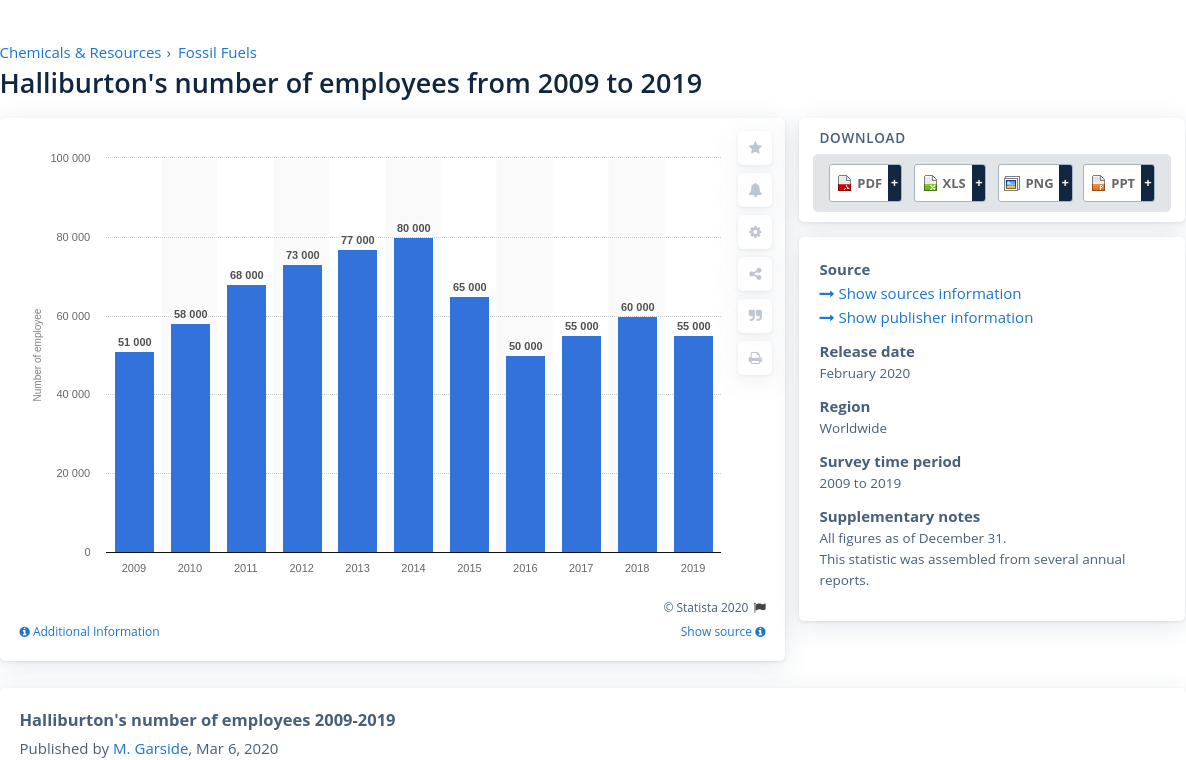 Chemicals & Resources › Fossil Fuels
Halliburton's number of employees from 2009 to 2019
Number of employee
100 000
80 000
60 000
40 000
20 000
0
51 000
58 000
68 000
73 000
77 000
80 000
65 000
50 000
55 000
60 000
55 000
2009
2010
2011
2012
2013
2014
2015
2016
2017
2018
2019
© Statista 2020
Additional Information
Show source
DOWNLOAD
PDF +
XLS +
PNG +
PPT +
Source
Show sources information
Show publisher information
Release date
February 2020
Region
Worldwide
Survey time period
2009 to 2019
Supplementary notes
All figures as of December 31.
This statistic was assembled from several annual
reports.
Halliburton's number of employees 2009-2019
Published by M. Garside, Mar 6, 2020